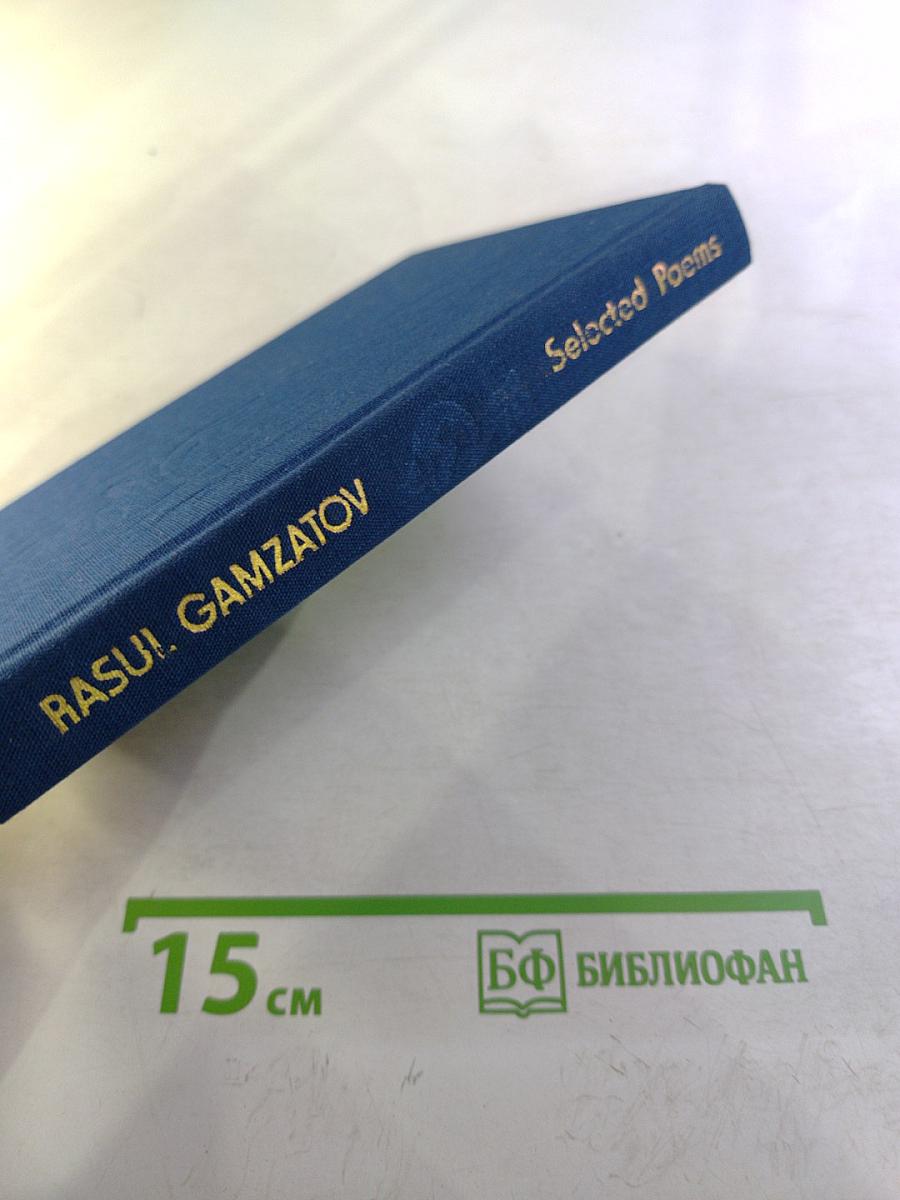 RASUL GAMZATOV
Selected Poems
15 см
БФ БИБЛИОФАН